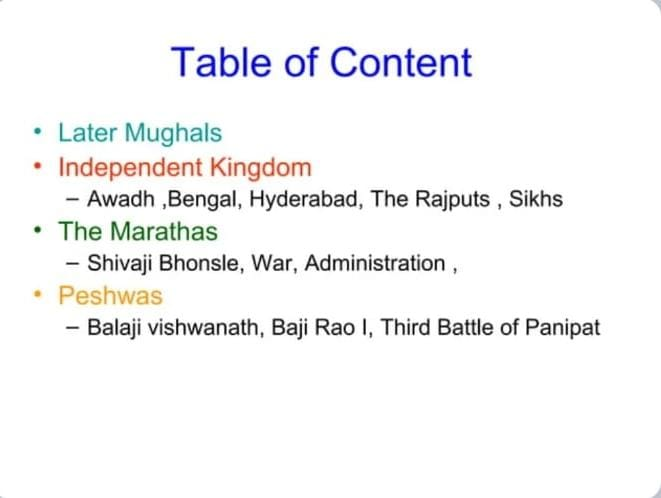 Table of Content
• Later Mughals
• Independent Kingdom
– Awadh ,Bengal, Hyderabad, The Rajputs , Sikhs
• The Marathas
– Shivaji Bhonsle, War, Administration ,
• Peshwas
– Balaji vishwanath, Baji Rao I, Third Battle of Panipat